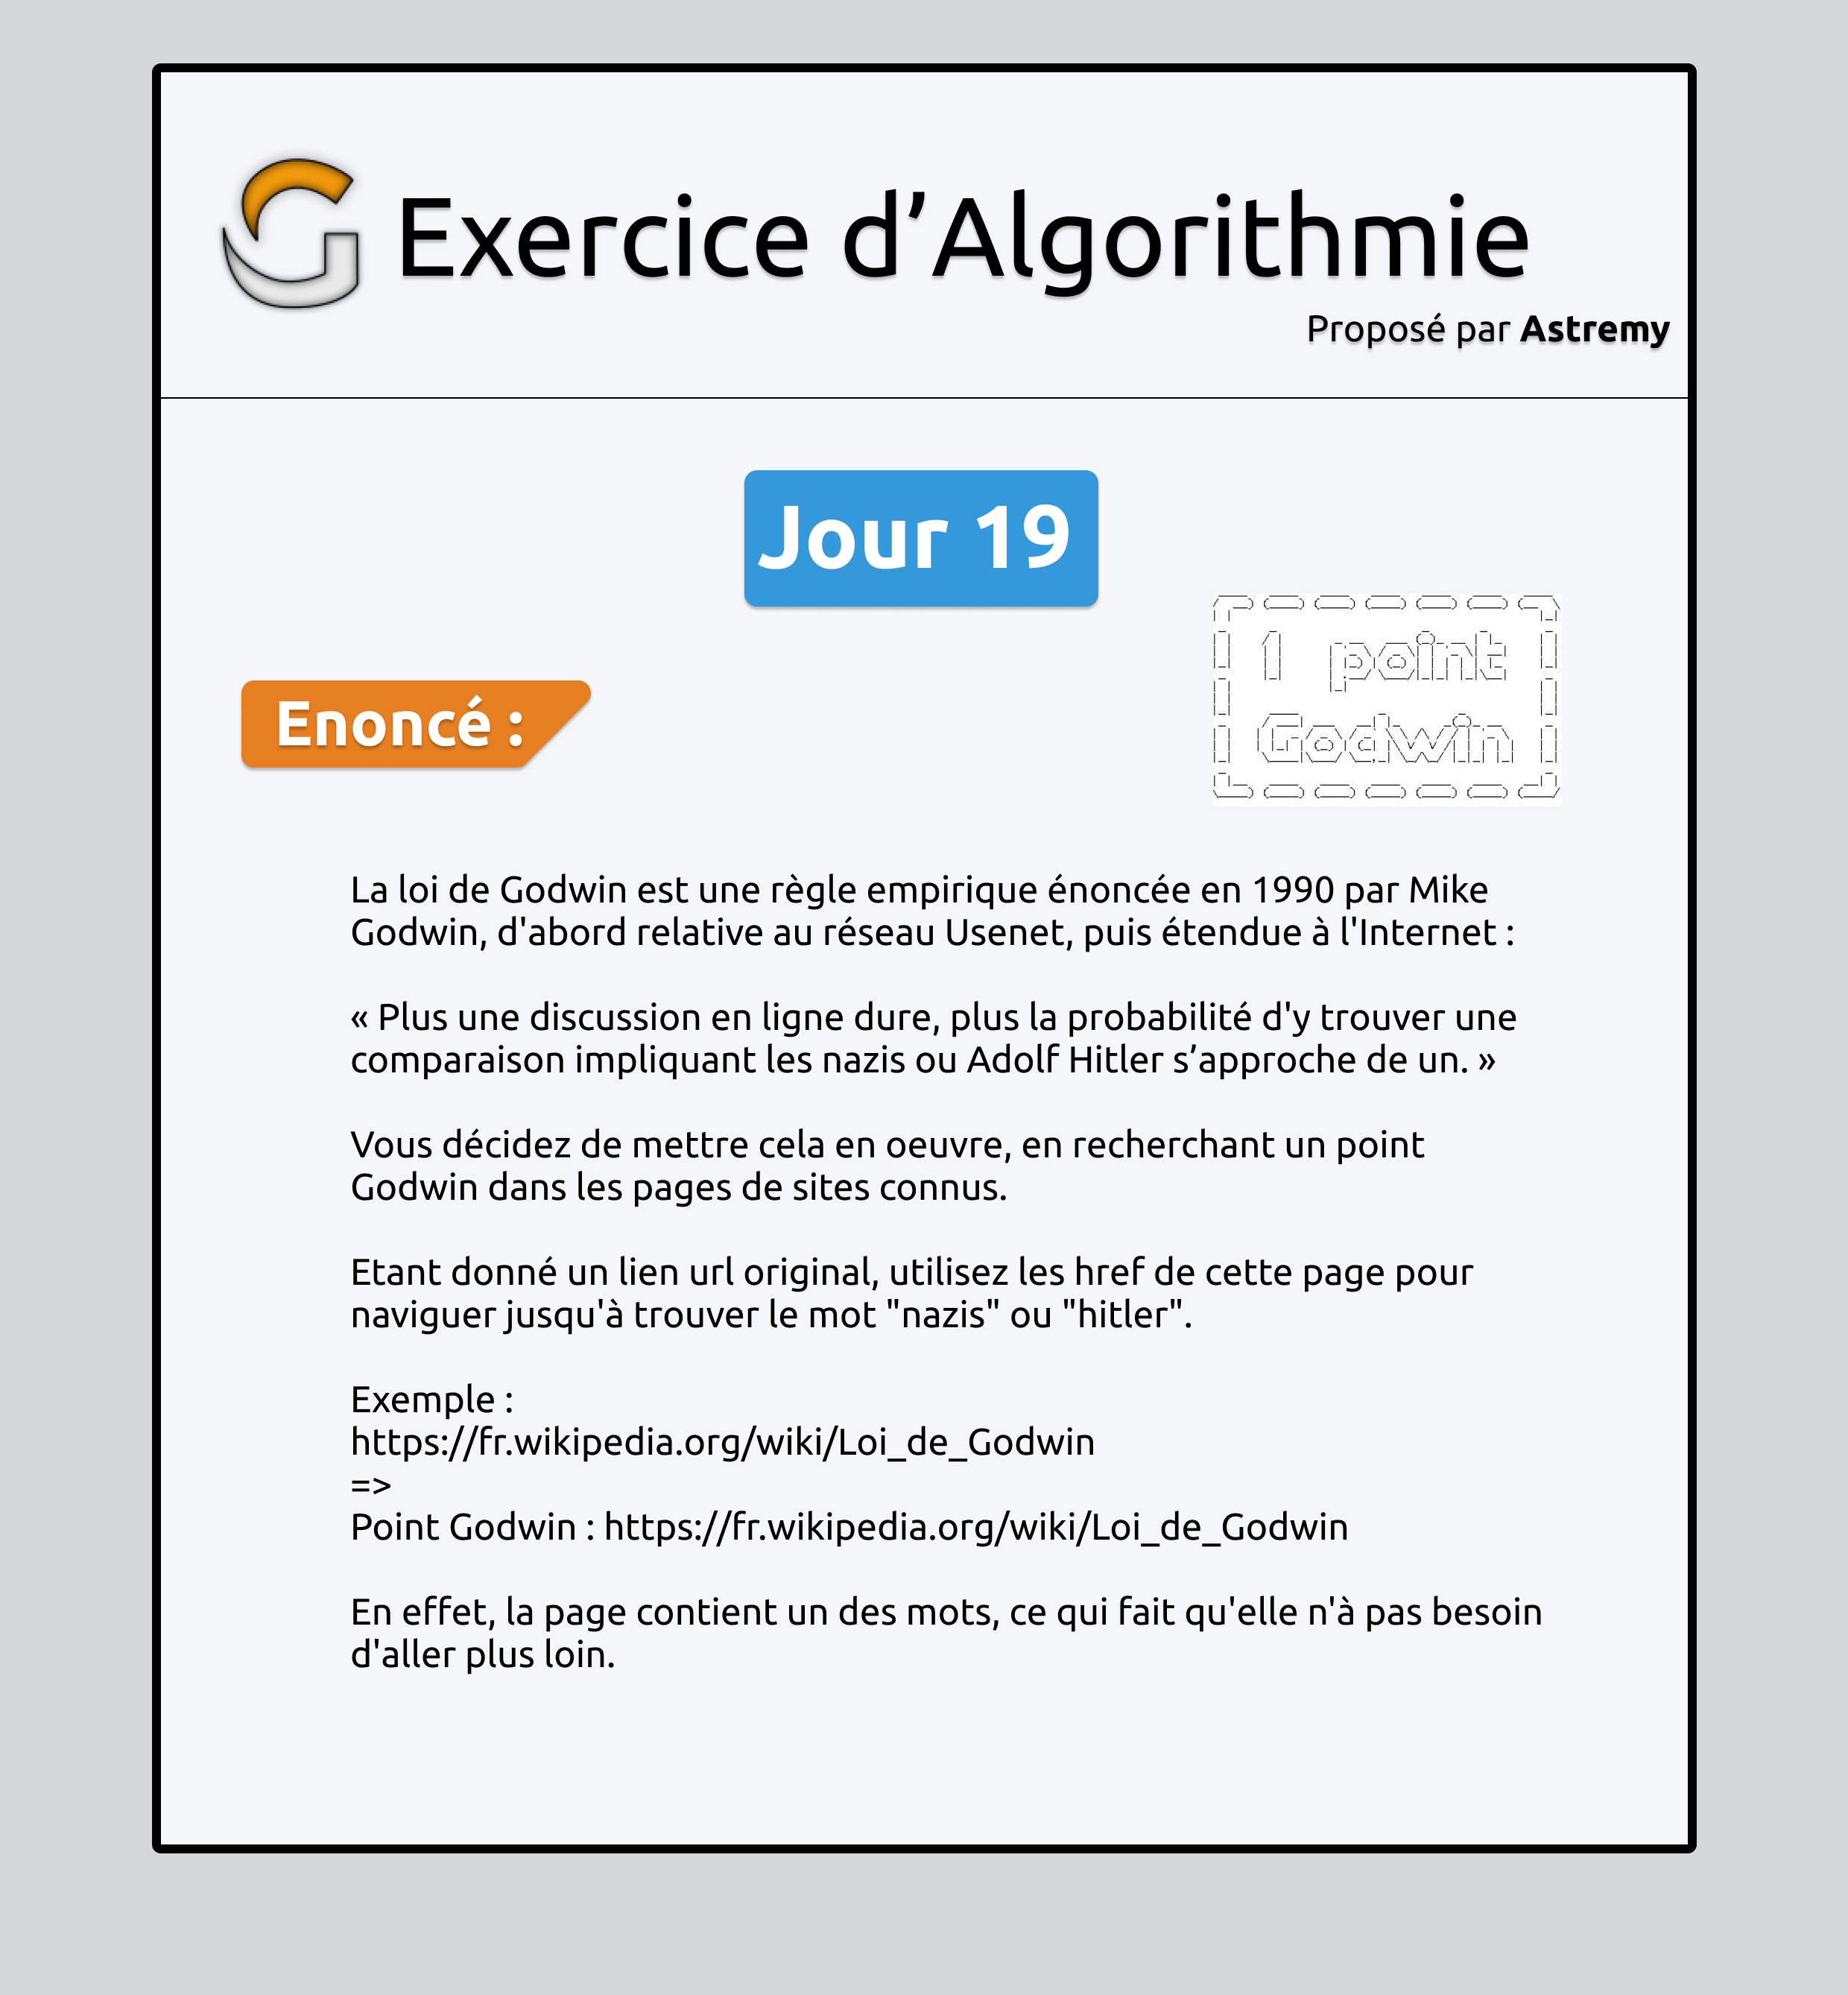 Exercice d’Algorithmie
Proposé par Astremy
Jour 19
1 point
Godwin
Enoncé :
La loi de Godwin est une règle empirique énoncée en 1990 par Mike
Godwin, d'abord relative au réseau Usenet, puis étendue à l'Internet :
« Plus une discussion en ligne dure, plus la probabilité d'y trouver une
comparaison impliquant les nazis ou Adolf Hitler s’approche de un. »
Vous décidez de mettre cela en oeuvre, en recherchant un point
Godwin dans les pages de sites connus.
Etant donné un lien url original, utilisez les href de cette page pour
naviguer jusqu'à trouver le mot "nazis" ou "hitler".
Exemple :
https://fr.wikipedia.org/wiki/Loi_de_Godwin
=>
Point Godwin : https://fr.wikipedia.org/wiki/Loi_de_Godwin
En effet, la page contient un des mots, ce qui fait qu'elle n'à pas besoin
d'aller plus loin.